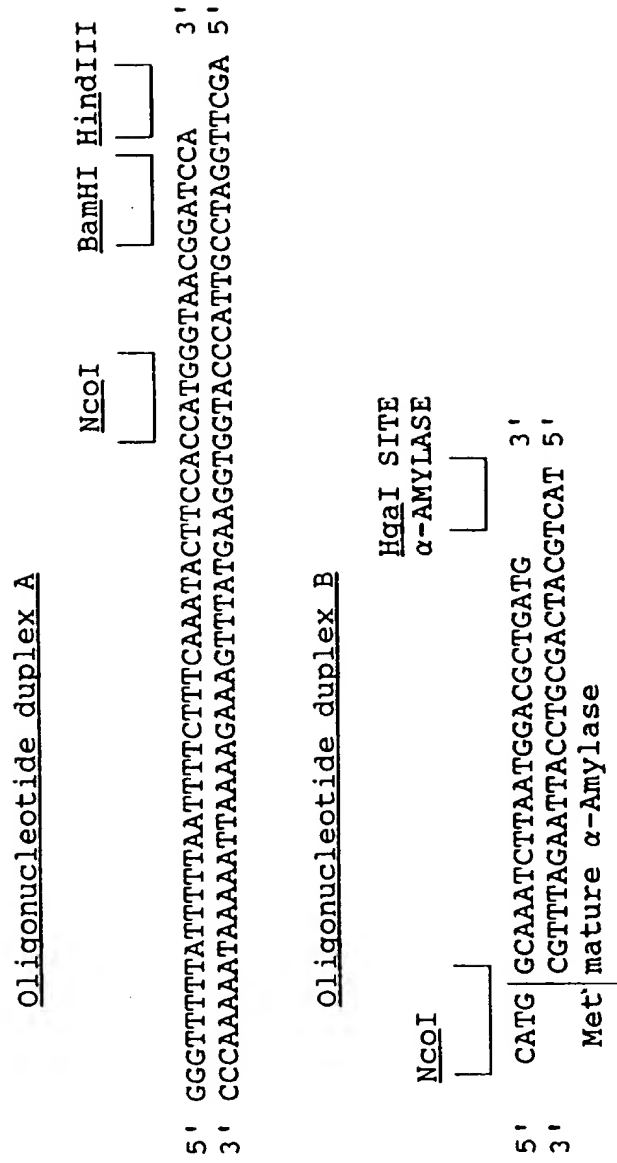 Oligonucleotide duplex A
NcoI BamHI HindIII
5' GGGTTTTTATTTTTAATTTTCTTTCAAATACTTCCACCATGGGTAACGGATCCA 3'
3' CCCAAAAATAAAAATTAAAAGAAAGTTTATGAAGGTGGTACCCATTGCCTAGGTTCGA 5'
Oligonucleotide duplex B
NcoI HgaI SITE
α-AMYLASE
5' CATG GCAAATCTTAATGGACGCTGATG 3'
3' CGTTTAGAATTACCTGCGACTACGTCAT 5'
Met mature α-Amylase